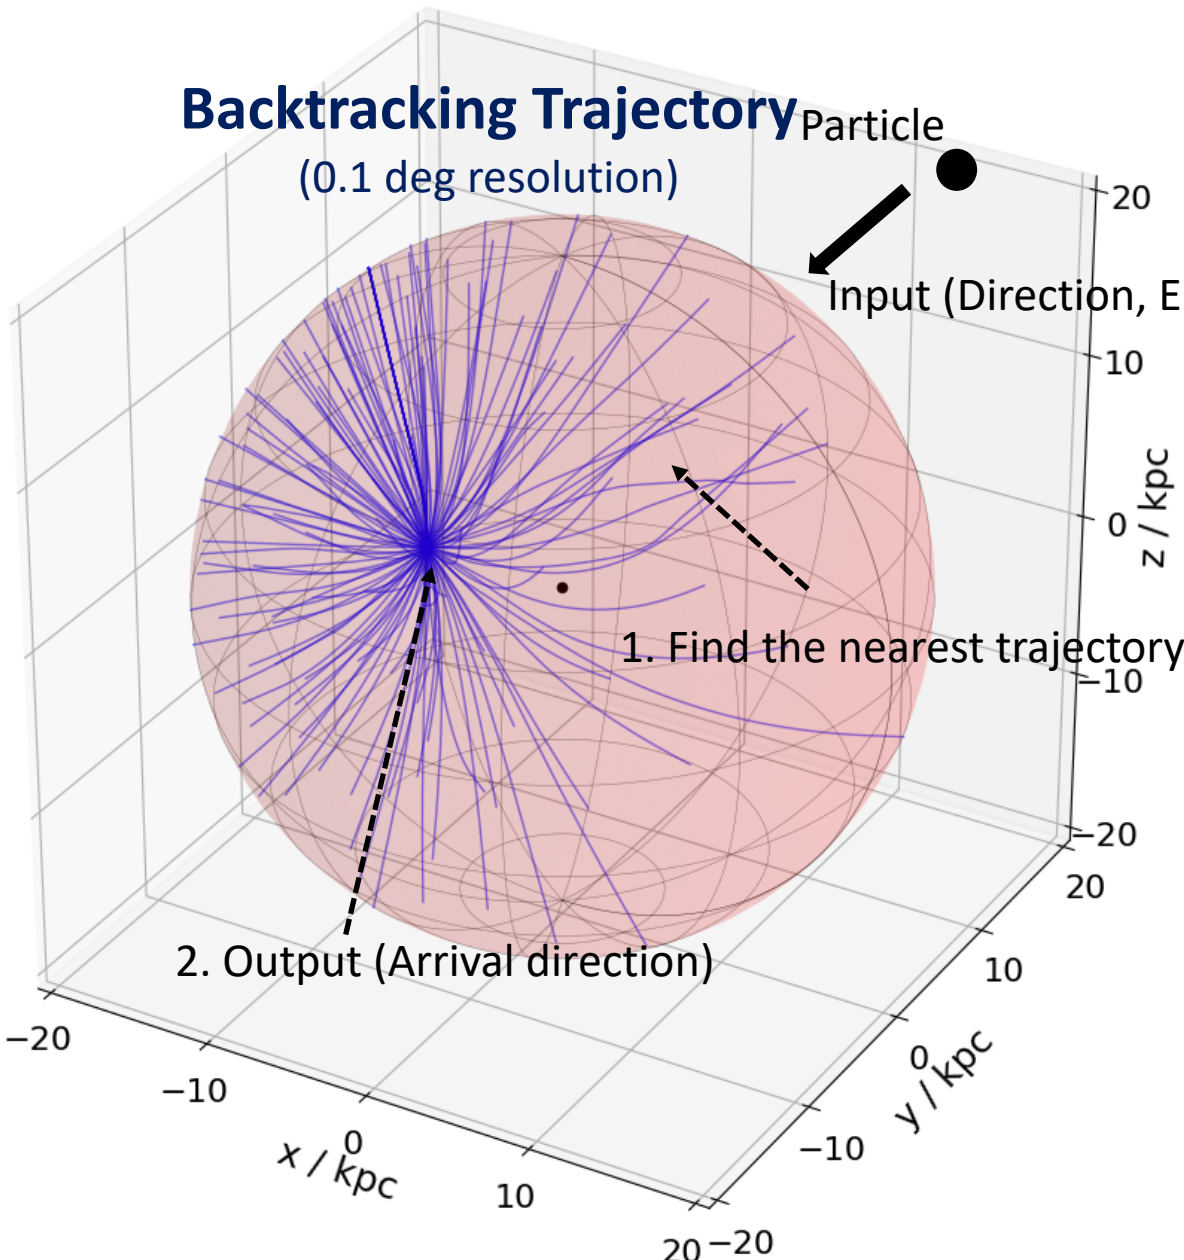 Backtracking Trajectory
(0.1 deg resolution)
Particle
Input (Direction, E
1. Find the nearest trajectory
2. Output (Arrival direction)
20
10
0
−10
−20
z / kpc
20
10
0
−10
−20
y / kpc
−20
−10
0
10
20
x / kpc